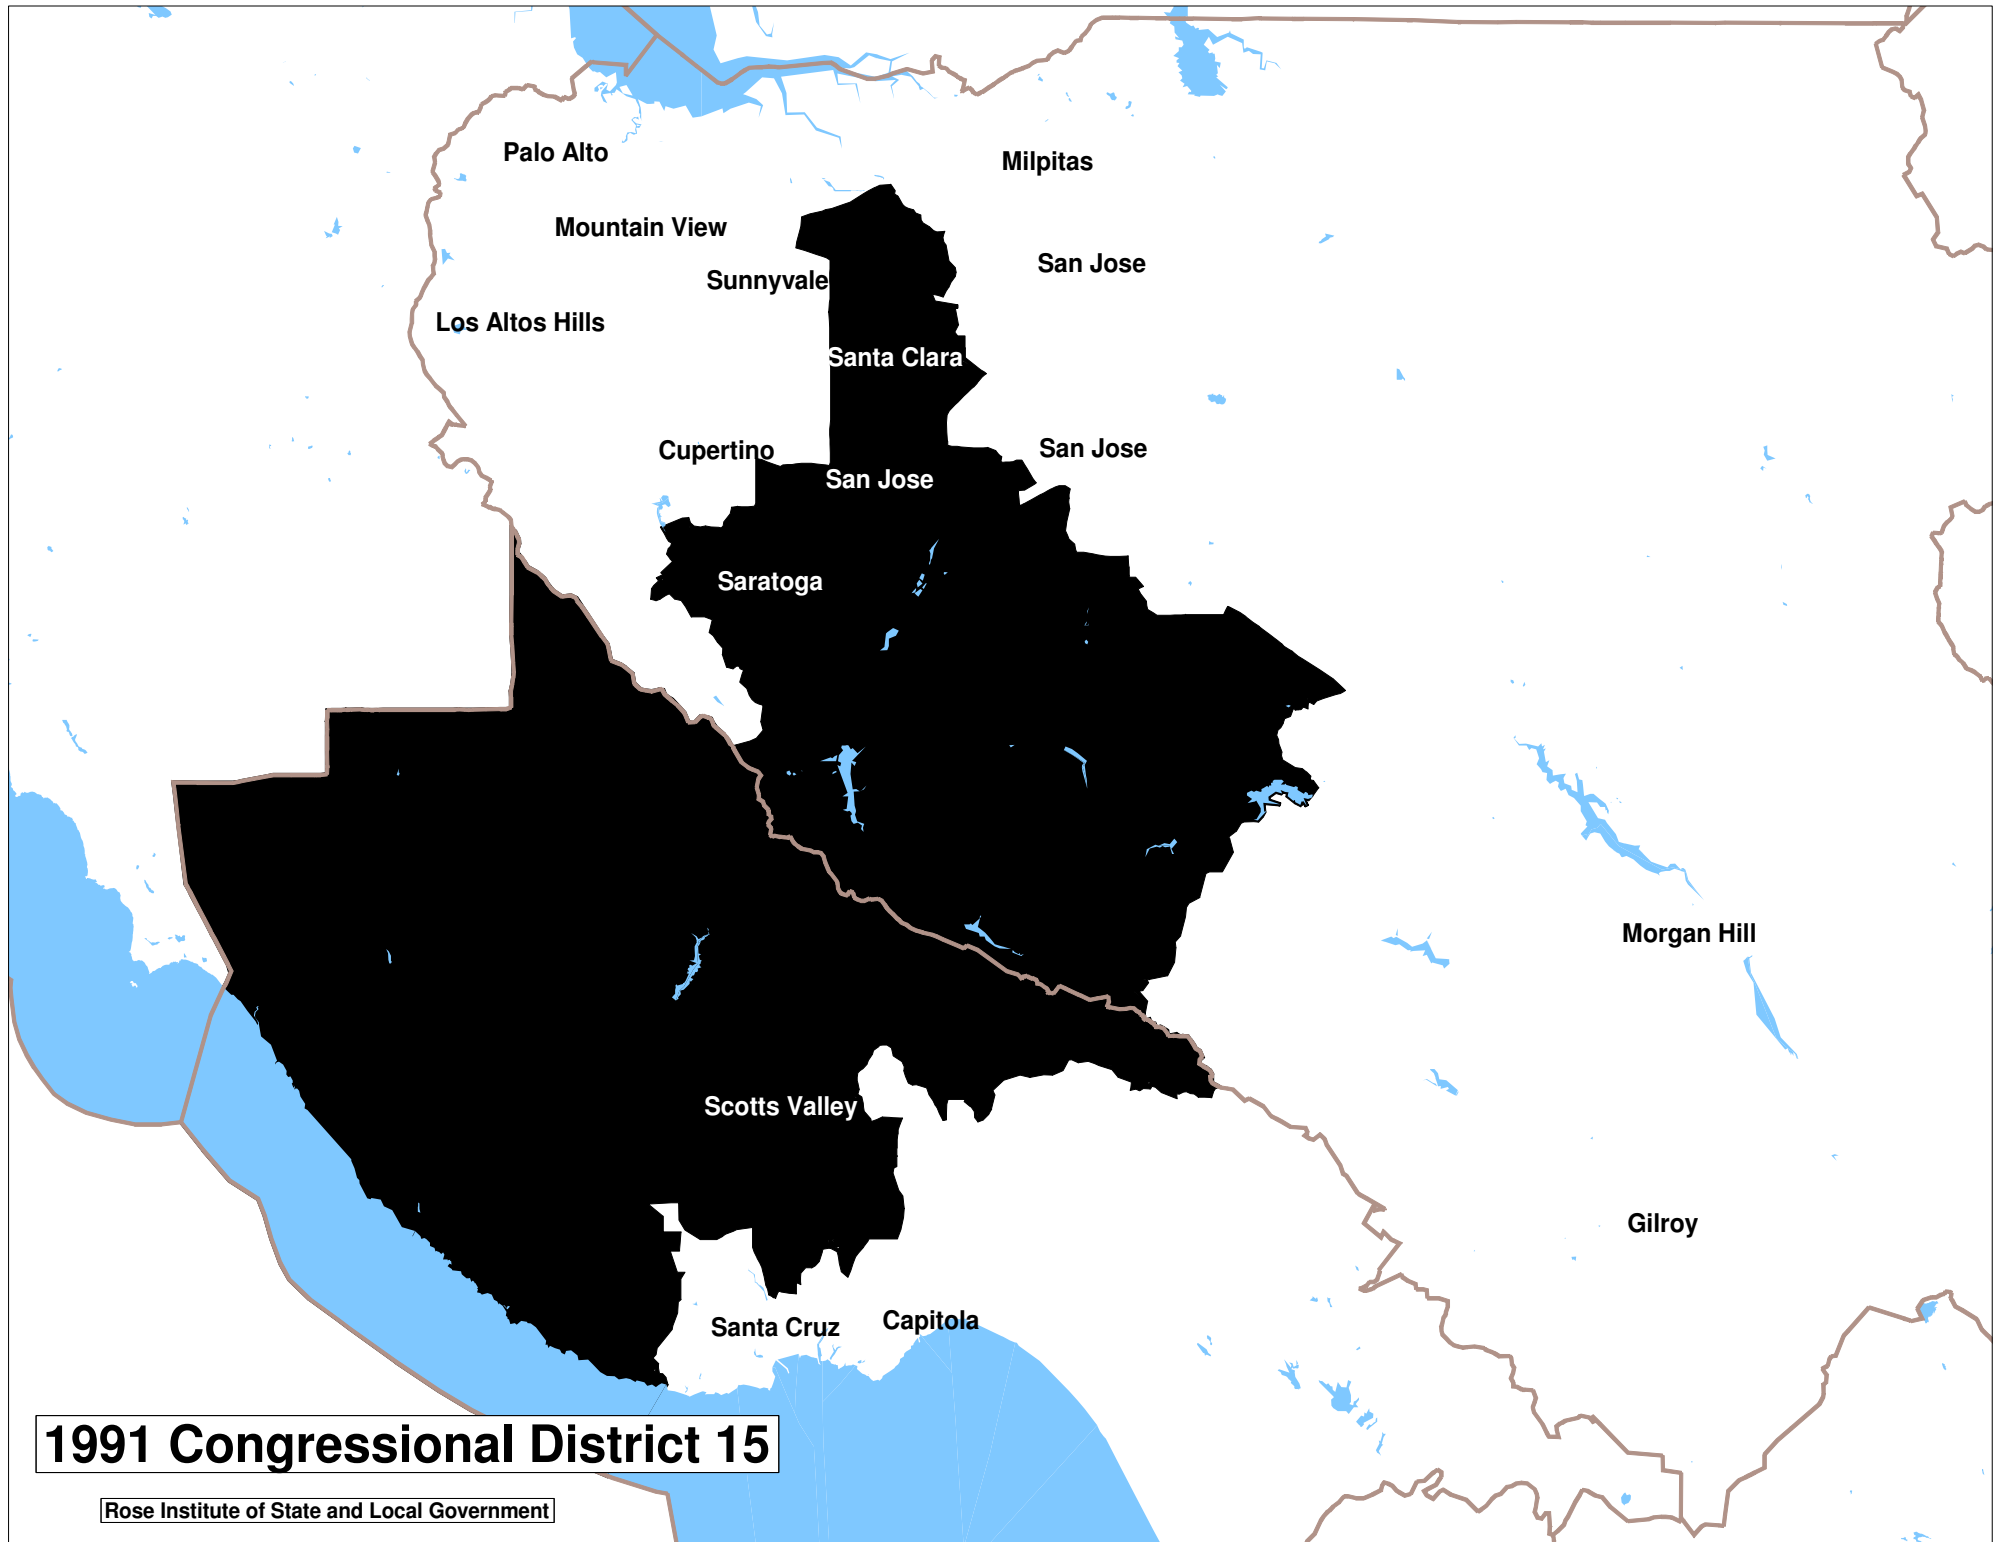 Palo Alto
Milpitas
Mountain View
San Jose
Sunnyvale
Los Altos Hills
Santa Clara
San Jose
Cupertino
San Jose
Saratoga
Morgan Hill
Scotts Valley
Gilroy
Capitola
Santa Cruz
1991 Congressional District 15
Rose Institute of State and Local Government